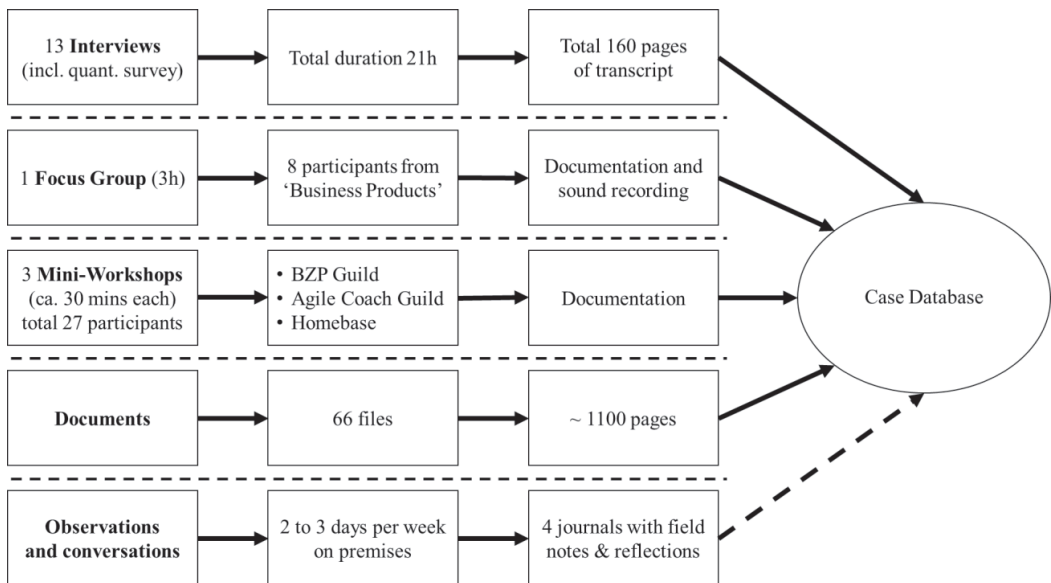 13 Interviews
(incl. quant. survey)
Total duration 21h
Total 160 pages
of transcript
1 Focus Group (3h)
8 participants from
‘Business Products’
Documentation and
sound recording
3 Mini-Workshops
(ca. 30 mins each)
total 27 participants
• BZP Guild
• Agile Coach Guild
• Homebase
Documentation
Case Database
Documents
66 files
~ 1100 pages
Observations
and conversations
2 to 3 days per week
on premises
4 journals with field
notes & reflections